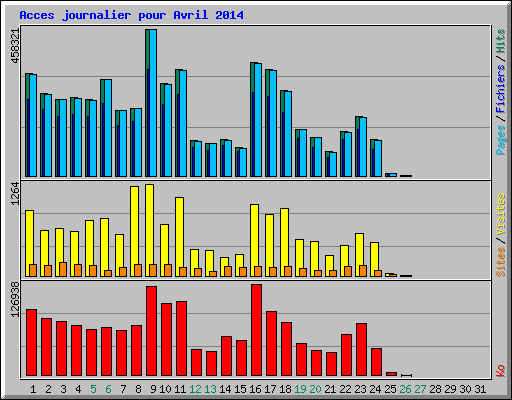 Acces journalier pour Avril 2014
458321
Pages / Fichiers / Hits
1264
Sites / Visites
126938
Ko
1 2 3 4 5 6 7 8 9 10 11 12 13 14 15 16 17 18 19 20 21 22 23 24 25 26 27 28 29 30 31